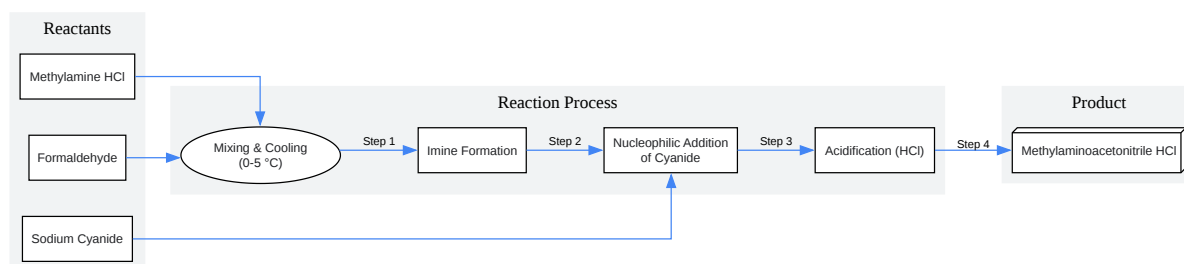 Reactants
Methylamine HCl
Formaldehyde
Sodium Cyanide
Reaction Process
Mixing & Cooling
(0-5 °C)
Step 1
Imine Formation
Step 2
Nucleophilic Addition
of Cyanide
Step 3
Acidification (HCl)
Step 4
Product
Methylaminoacetonitrile HCl